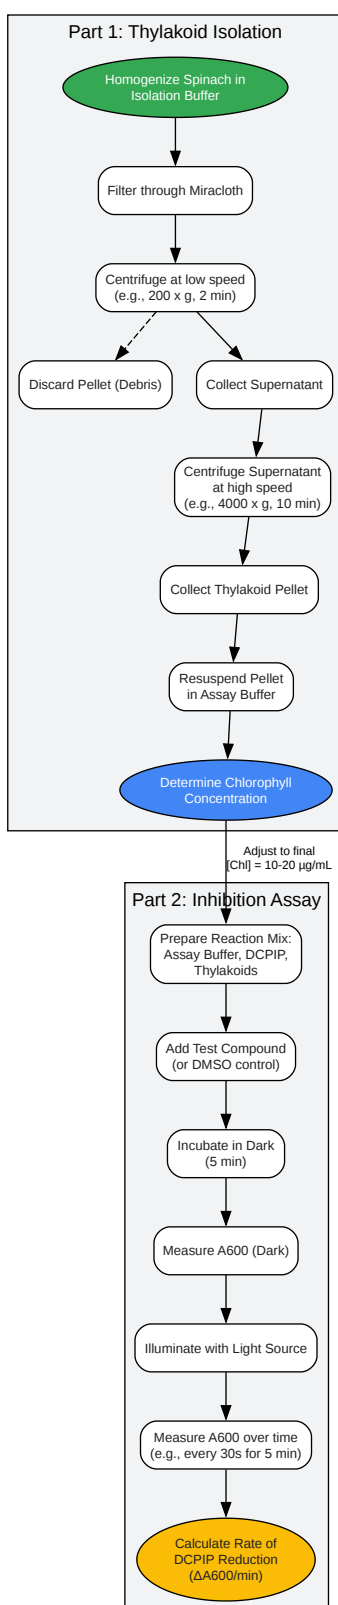 Part 1: Thylakoid Isolation
Homogenize Spinach in
Isolation Buffer
Filter through Miracloth
Centrifuge at low speed
(e.g., 200 x g, 2 min)
Discard Pellet (Debris)
Collect Supernatant
Centrifuge Supernatant
at high speed
(e.g., 4000 x g, 10 min)
Collect Thylakoid Pellet
Resuspend Pellet
in Assay Buffer
Determine Chlorophyll
Concentration
Adjust to final
[Chl] = 10-20 µg/mL
Part 2: Inhibition Assay
Prepare Reaction Mix:
Assay Buffer, DCPIP,
Thylakoids
Add Test Compound
(or DMSO control)
Incubate in Dark
(5 min)
Measure A600 (Dark)
Illuminate with Light Source
Measure A600 over time
(e.g., every 30s for 5 min)
Calculate Rate of
DCPIP Reduction
(ΔA600/min)